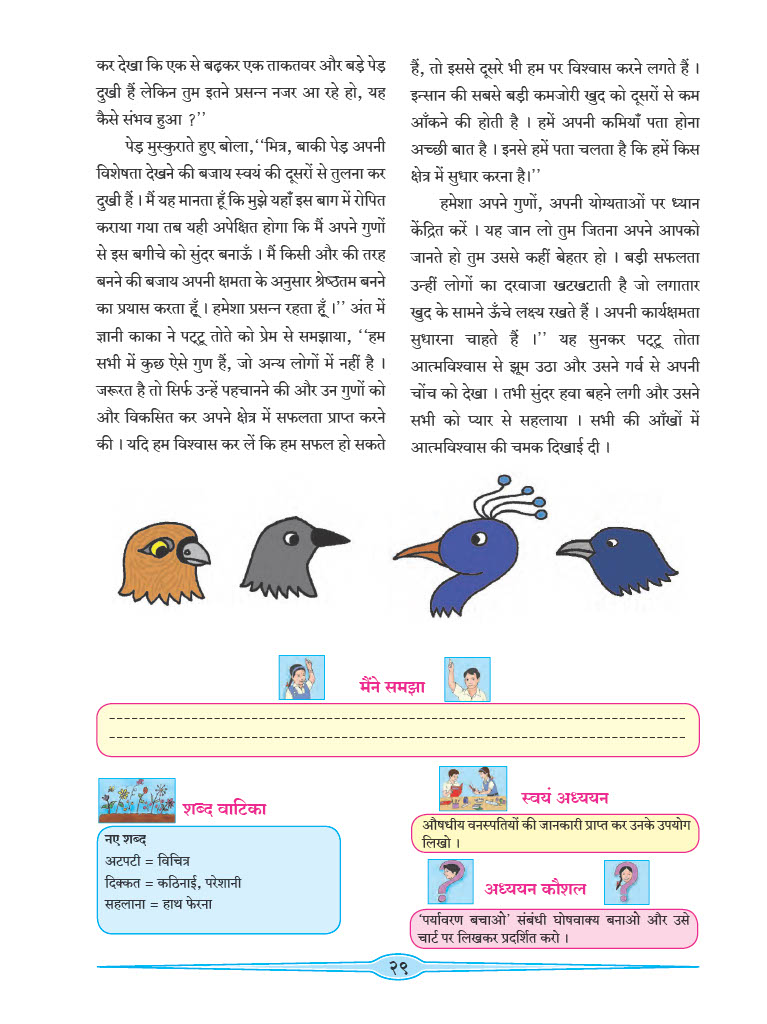 कर देखा कि एक से बढ़कर एक ताकतवर और बड़े पेड़
दुखी हैं लेकिन तुम इतने प्रसन्न नजर आ रहे हो, यह
कैसे संभव हुआ ?’’
पेड़ मुस्कुराते हुए बोला,‘‘मित्र, बाकी पेड़ अपनी
विशेषता देखने की बजाय स्वयं की दूसरों से तुलना कर
दुखी हैं । मैं यह मानता हूँ कि मुझे यहाँ इस बाग में रोपित
कराया गया तब यही अपेक्षित होगा कि मैं अपने गुणों
से इस बगीचे को सुंदर बनाऊँ । मैं किसी और की तरह
बनने की बजाय अपनी क्षमता के अनुसार श्रेष्ठतम बनने
का प्रयास करता हूँ । हमेशा प्रसन्न रहता हूँ ।’’ अंत में
ज्ञानी काका ने पट्टू तोते को प्रेम से समझाया, ‘‘हम
सभी में कुछ ऐसे गुण हैं, जो अन्य लोगों में नहीं है ।
जरूरत है तो सिर्फ उन्हें पहचानने की और उन गुणों को
और विकसित कर अपने क्षेत्र में सफलता प्राप्त करने
की । यदि हम विश्वास कर लें कि हम सफल हो सकते
हैं, तो इससे दूसरे भी हम पर विश्वास करने लगते हैं ।
इन्सान की सबसे बड़ी कमजोरी खुद को दूसरों से कम
आँकने की होती है । हमें अपनी कमियाँ पता होना
अच्छी बात है । इनसे हमें पता चलता है कि हमें किस
क्षेत्र में सुधार करना है।’’
हमेशा अपने गुणों, अपनी योग्यताओं पर ध्यान
केंद्रित करें । यह जान लो तुम जितना अपने आपको
जानते हो तुम उससे कहीं बेहतर हो । बड़ी सफलता
उन्हीं लोगों का दरवाजा खटखटाती है जो लगातार
खुद के सामने ऊँचे लक्ष्य रखते हैं । अपनी कार्यक्षमता
सुधारना चाहते हैं ।’’ यह सुनकर पट्टू तोता
आत्मविश्वास से झूम उठा और उसने गर्व से अपनी
चोंच को देखा । तभी सुंदर हवा बहने लगी और उसने
सभी को प्यार से सहलाया । सभी की आँखों में
आत्मविश्वास की चमक दिखाई दी ।
मैंने समझा
शब्द वाटिका
नए शब्द
अटपटी = विचित्र
दिक्कत = कठिनाई, परेशानी
सहलाना = हाथ फेरना
स्वयं अध्ययन
औषधीय वनस्पतियों की जानकारी प्राप्त कर उनके उपयोग
लिखो ।
अध्ययन कौशल
‘पर्यावरण बचाओ’ संबंधी घोषवाक्य बनाओ और उसे
चार्ट पर लिखकर प्रदर्शित करो ।
२९